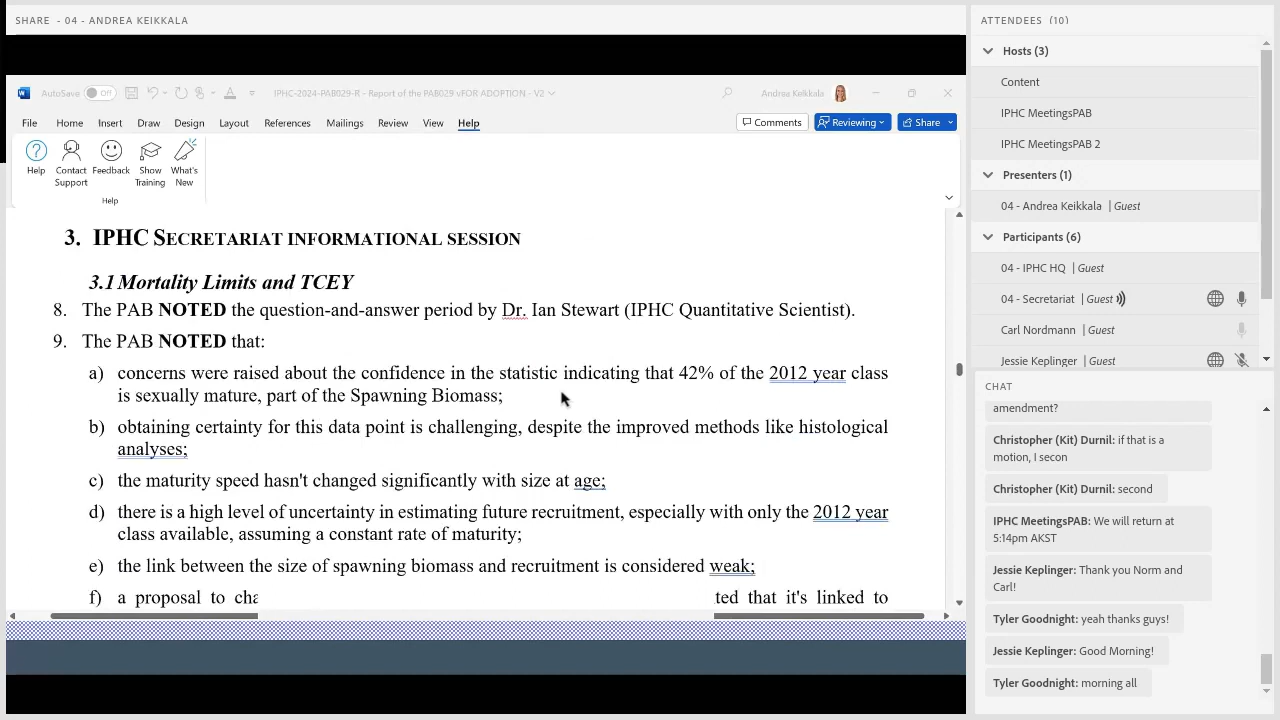 SHARE - 04 - ANDREA KEIKKALA
AutoSave Off
IPHC-2024-PAB029-R - Report of the PAB029 vFOR ADOPTION - V2
Andrea Keikkala
File Home Insert Draw Design Layout References Mailings Review View Help
Comments Reviewing Share
Help Contact Support Feedback Show Training What's New
Help
3. IPHC SECRETARIAT INFORMATIONAL SESSION
3.1 Mortality Limits and TCEY
8. The PAB NOTED the question-and-answer period by Dr. Ian Stewart (IPHC Quantitative Scientist).
9. The PAB NOTED that:
a) concerns were raised about the confidence in the statistic indicating that 42% of the 2012 year class
is sexually mature, part of the Spawning Biomass;
b) obtaining certainty for this data point is challenging, despite the improved methods like histological
analyses;
c) the maturity speed hasn't changed significantly with size at age;
d) there is a high level of uncertainty in estimating future recruitment, especially with only the 2012 year
class available, assuming a constant rate of maturity;
e) the link between the size of spawning biomass and recruitment is considered weak;
f) a proposal to cha ted that it's linked to
ATTENDEES (10)
Hosts (3)
Content
IPHC MeetingsPAB
IPHC MeetingsPAB 2
Presenters (1)
04 - Andrea Keikkala | Guest
Participants (6)
04 - IPHC HQ | Guest
04 - Secretariat | Guest
Carl Nordmann | Guest
Jessie Keplinger | Guest
CHAT
amendment?
Christopher (Kit) Durnil: if that is a
motion, I secon
Christopher (Kit) Durnil: second
IPHC MeetingsPAB: We will return at
5:14pm AKST
Jessie Keplinger: Thank you Norm and
Carl!
Tyler Goodnight: yeah thanks guys!
Jessie Keplinger: Good Morning!
Tyler Goodnight: morning all